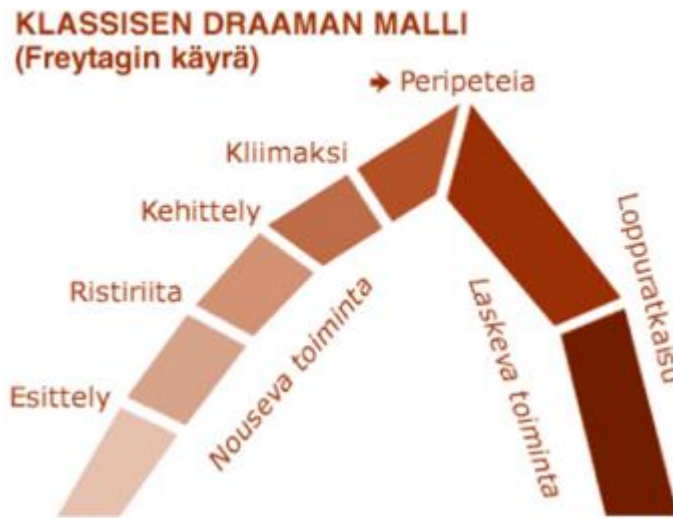 KLASSISEN DRAAMAN MALLI
(Freytagin käyrä)
Peripeteia
Kliimaksi
Kehittely
Ristiriita
Esittely
Nouseva toiminta
Laskeva toiminta
Loppuratkaisu